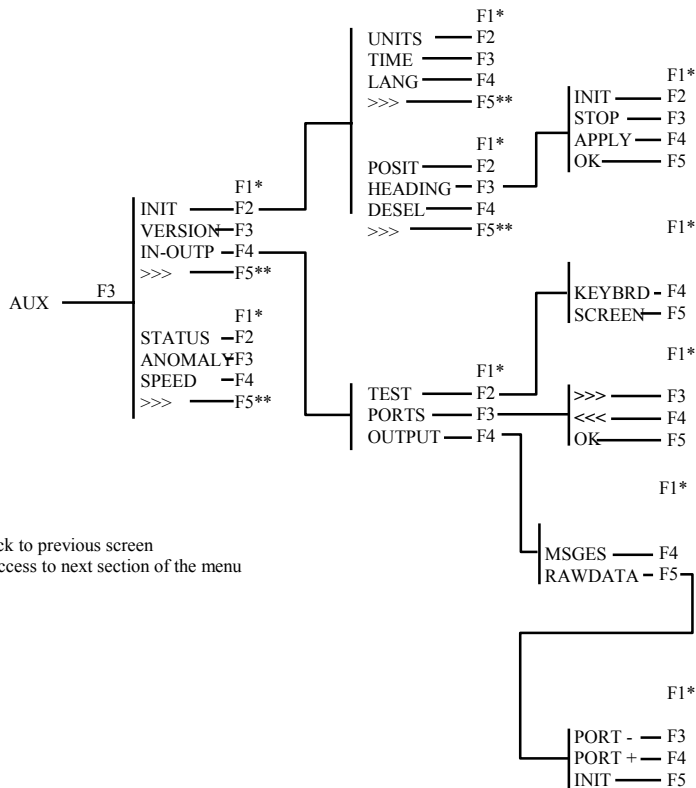 F1*
UNITS F2
TIME F3
LANG F4
>>> F5**
F1*
POSIT F2
HEADING F3
DESEL F4
>>> F5**
F1*
INIT F2
STOP F3
APPLY F4
OK F5
F1*
F1*
INIT F2
VERSION F3
IN-OUTP F4
>>> F5**
AUX F3
F1*
STATUS F2
ANOMALY F3
SPEED F4
>>> F5**
KEYBRD F4
SCREEN F5
F1*
F1*
TEST F2
PORTS F3
OUTPUT F4
>>> F3
<<< F4
OK F5
F1*
MSGES F4
RAWDATA F5
to previous screen
to next section of the menu
F1*
PORT - F3
PORT + F4
INIT F5